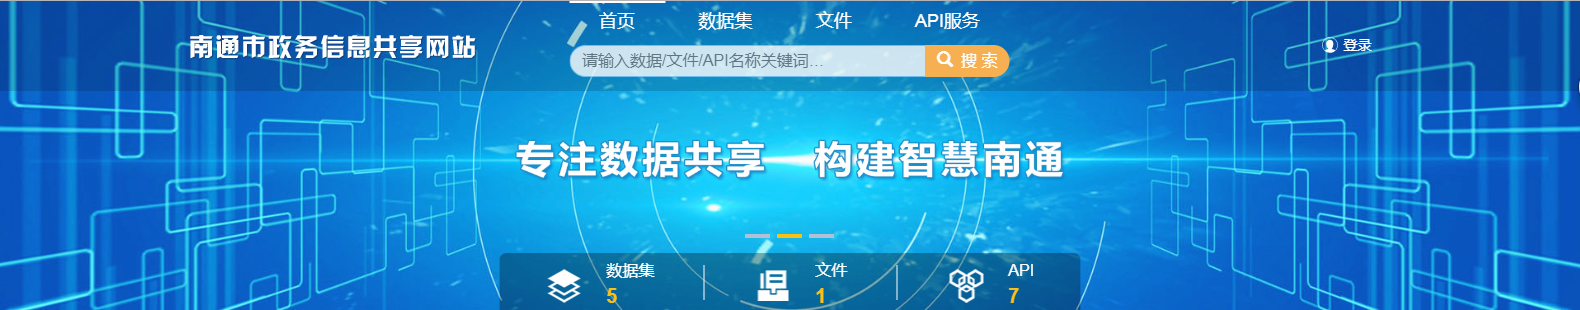 首页 数据集 文件 API服务
南通市政务信息共享网站
请输入数据/文件/API名称关键词... 搜 索
登录
专注数据共享 构建智慧南通
数据集 文件 API
5 1 7